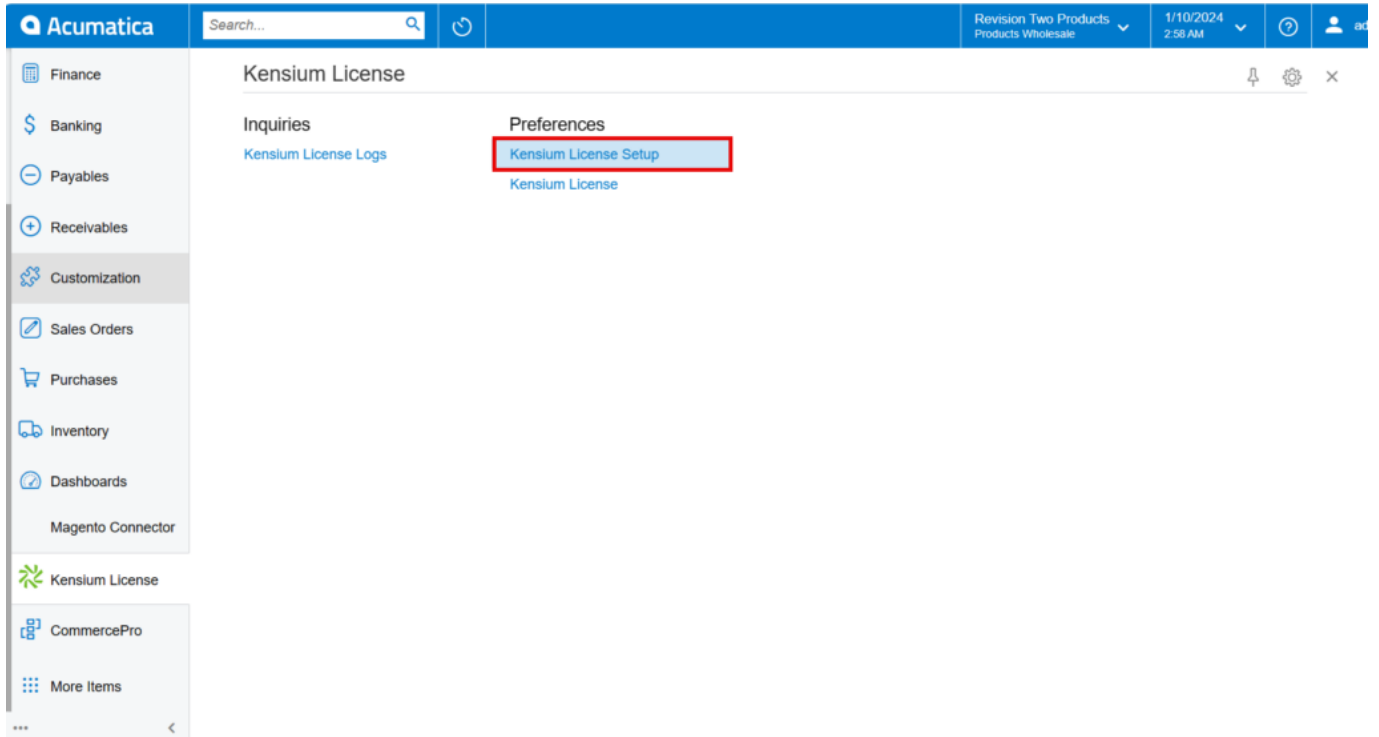 Acumatica
Search...
Revision Two Products
Products Wholesale
1/10/2024
2:58 AM
ad
Finance
Banking
Payables
Receivables
Customization
Sales Orders
Purchases
Inventory
Dashboards
Magento Connector
Kensium License
CommercePro
More Items
Kensium License
Inquiries
Kensium License Logs
Preferences
Kensium License Setup
Kensium License